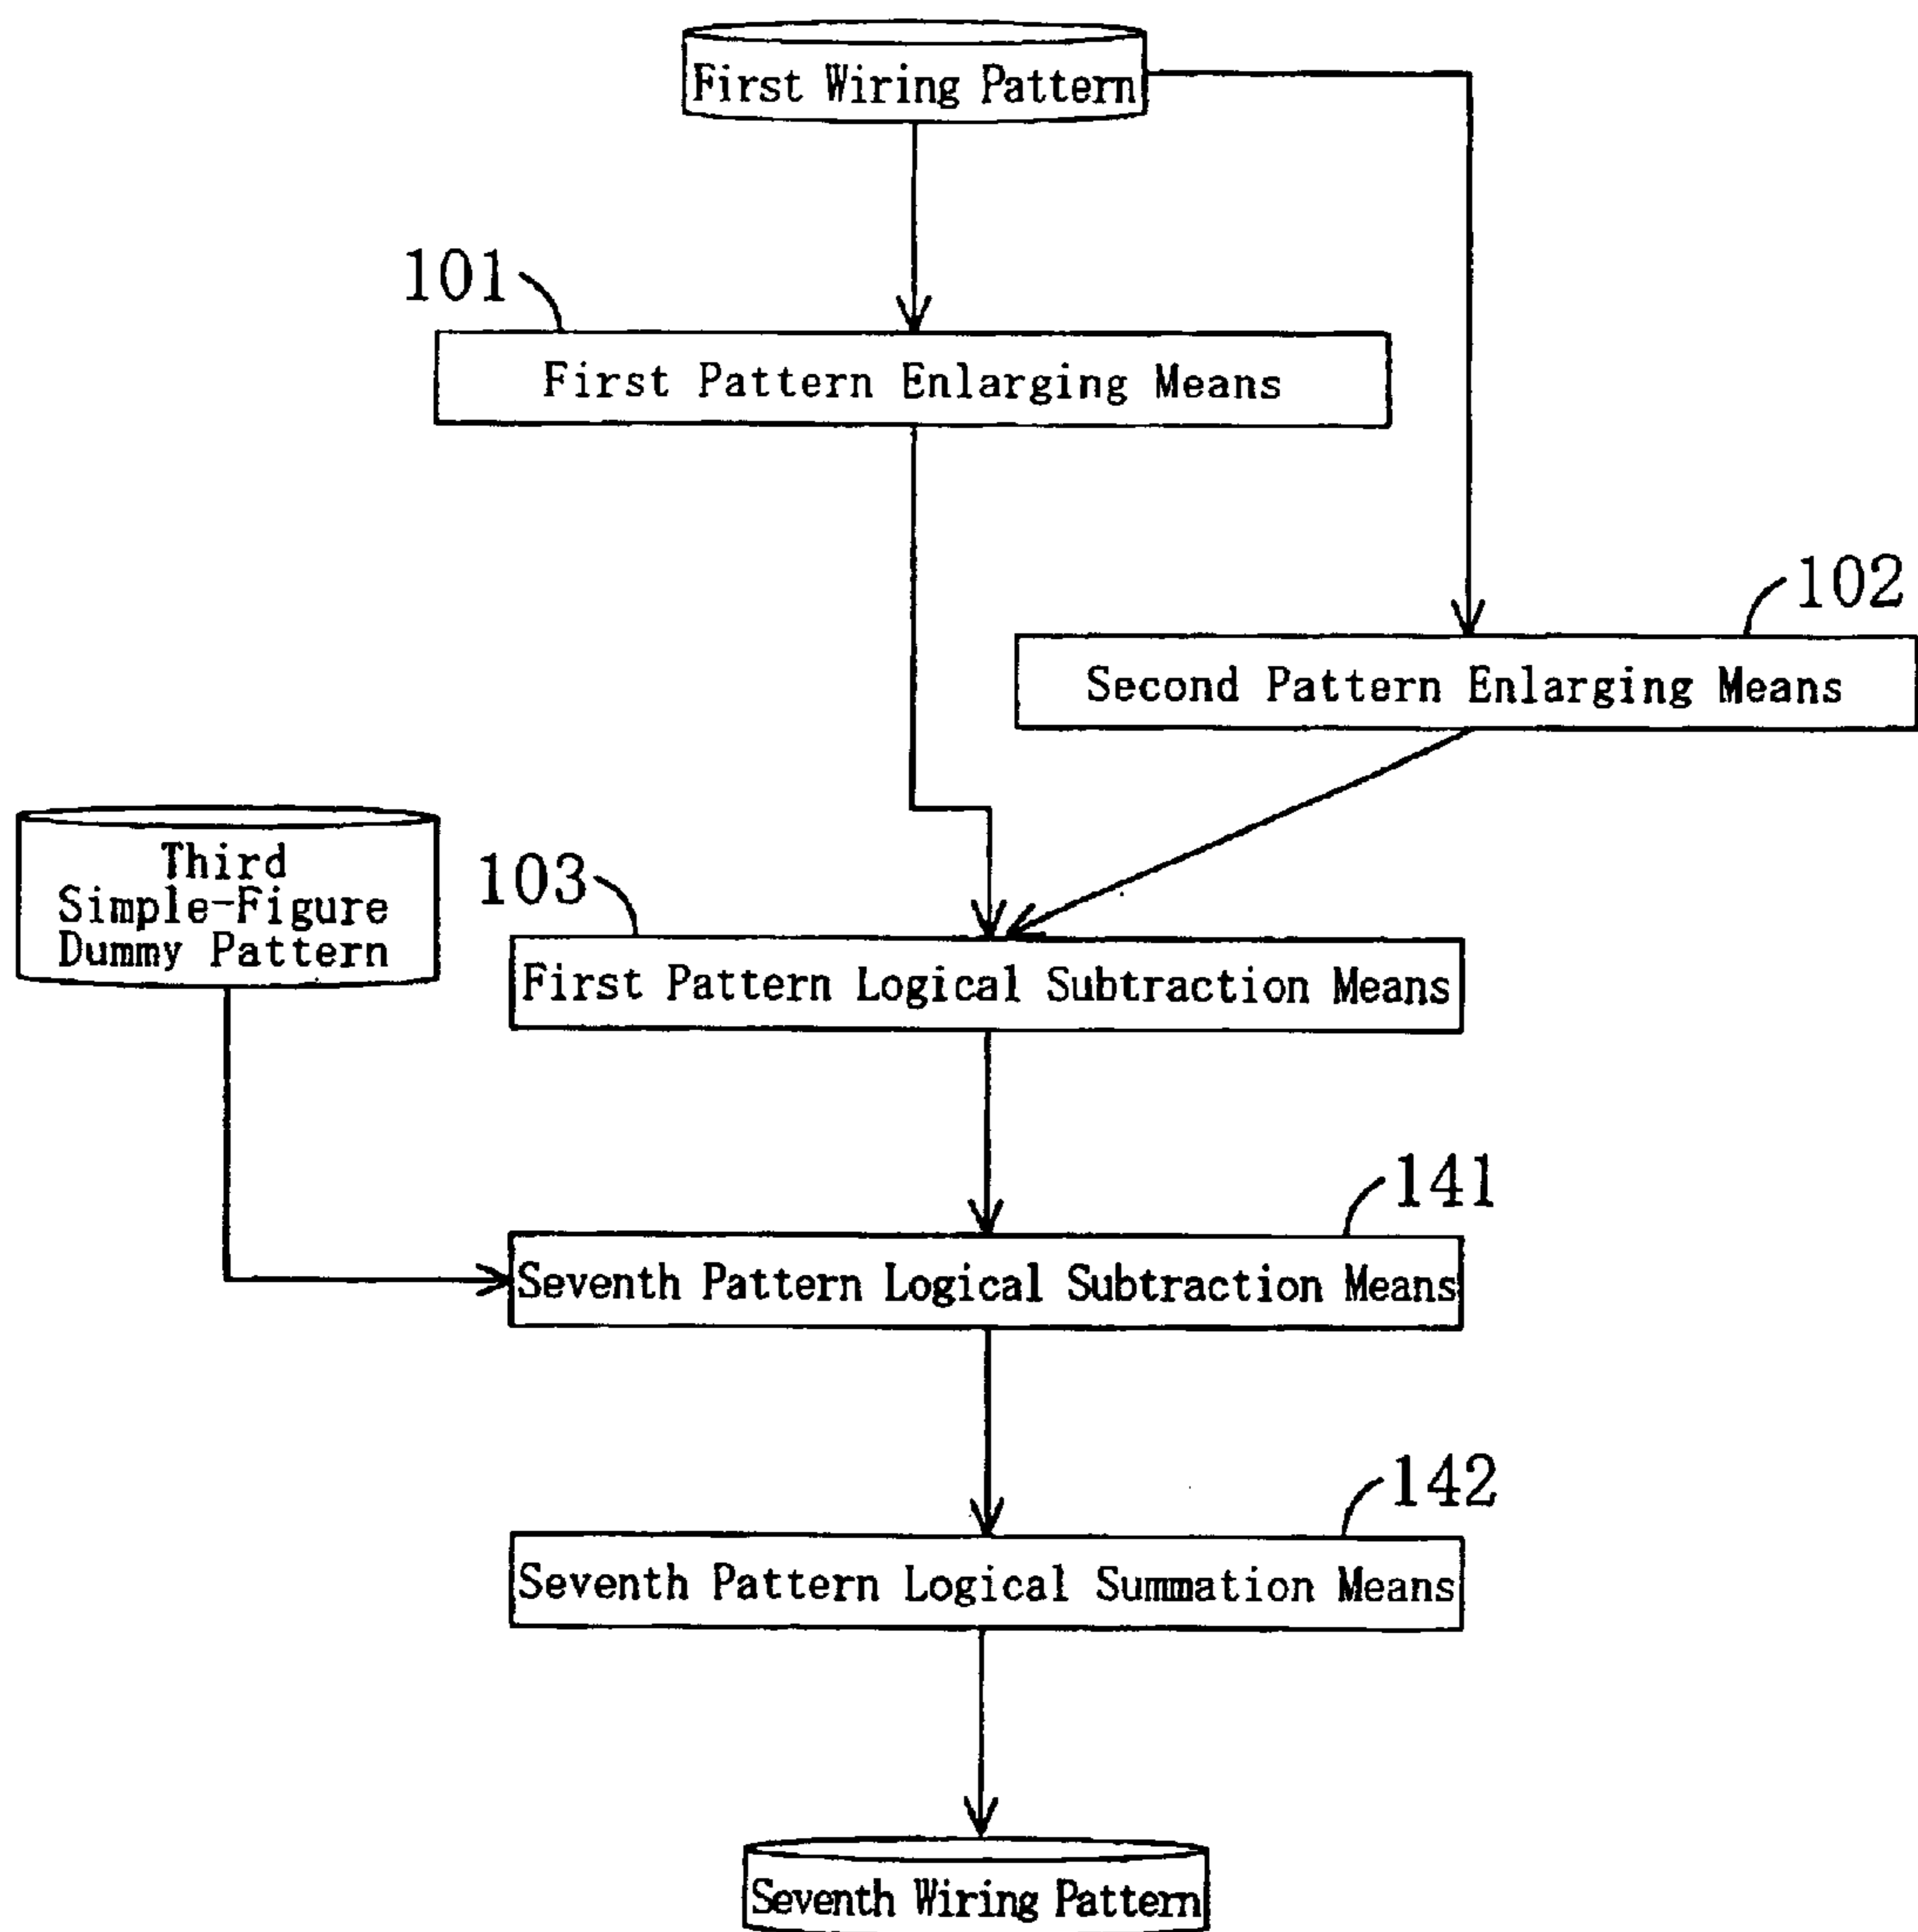 First Wiring Pattern
101
First Pattern Enlarging Means
102
Second Pattern Enlarging Means
Third
Simple-Figure
Dummy Pattern
103
First Pattern Logical Subtraction Means
141
Seventh Pattern Logical Subtraction Means
142
Seventh Pattern Logical Summation Means
Seventh Wiring Pattern